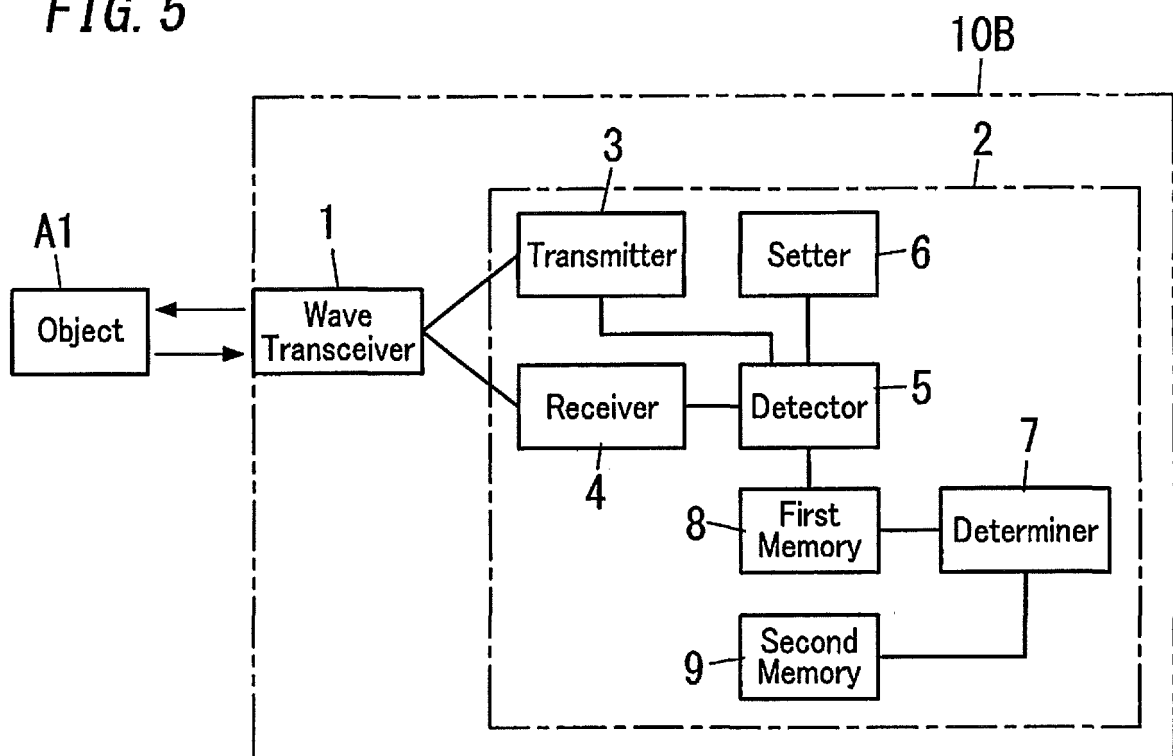 FIG. 5
10B
2
3
1
A1
Transmitter
Setter
6
Object
Wave
Transceiver
Receiver
Detector
5
4
7
8
First
Memory
Determiner
9
Second
Memory